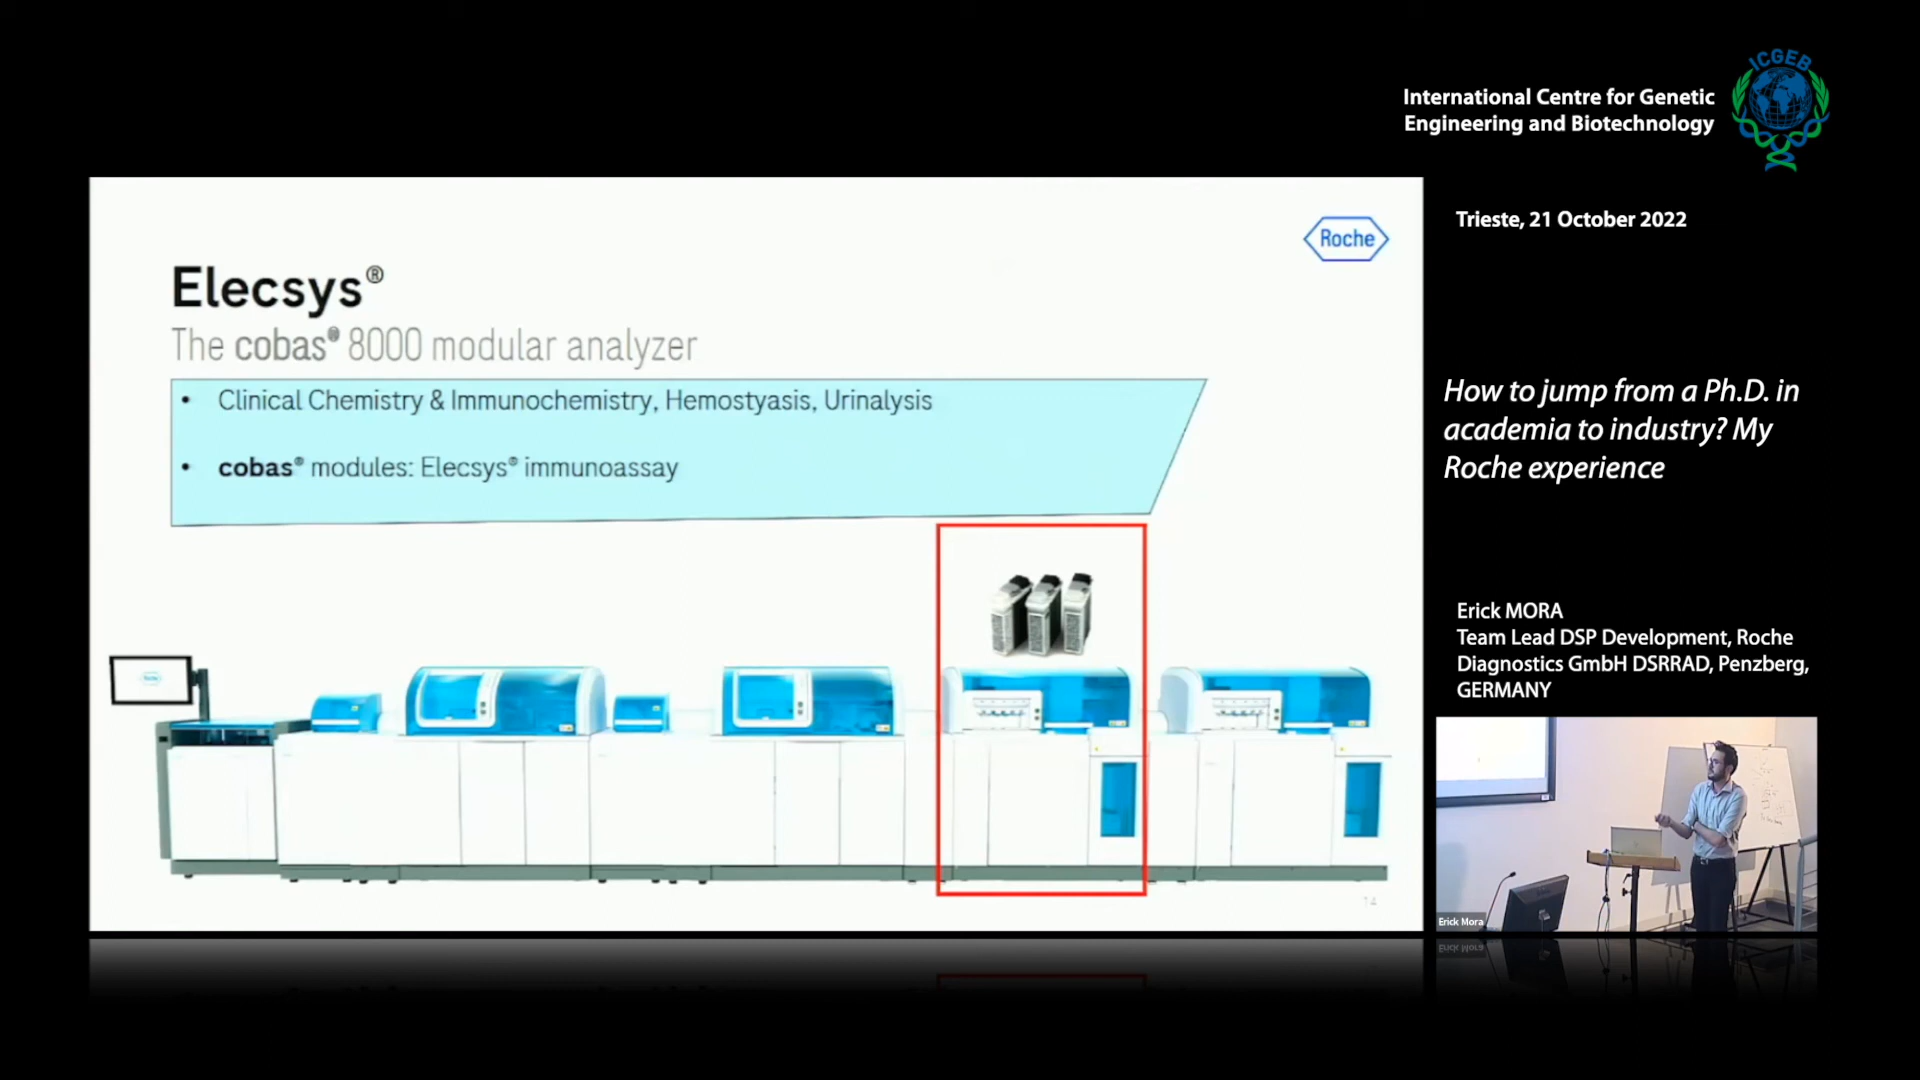 ICGEB
International Centre for Genetic
Engineering and Biotechnology
Trieste, 21 October 2022
Roche
Elecsys®
The cobas® 8000 modular analyzer
• Clinical Chemistry & Immunochemistry, Hemostyasis, Urinalysis
• cobas® modules: Elecsys® immunoassay
How to jump from a Ph.D. in
academia to industry? My
Roche experience
Erick MORA
Team Lead DSP Development, Roche
Diagnostics GmbH DSRRAD, Penzberg,
GERMANY
Erick Mora
14